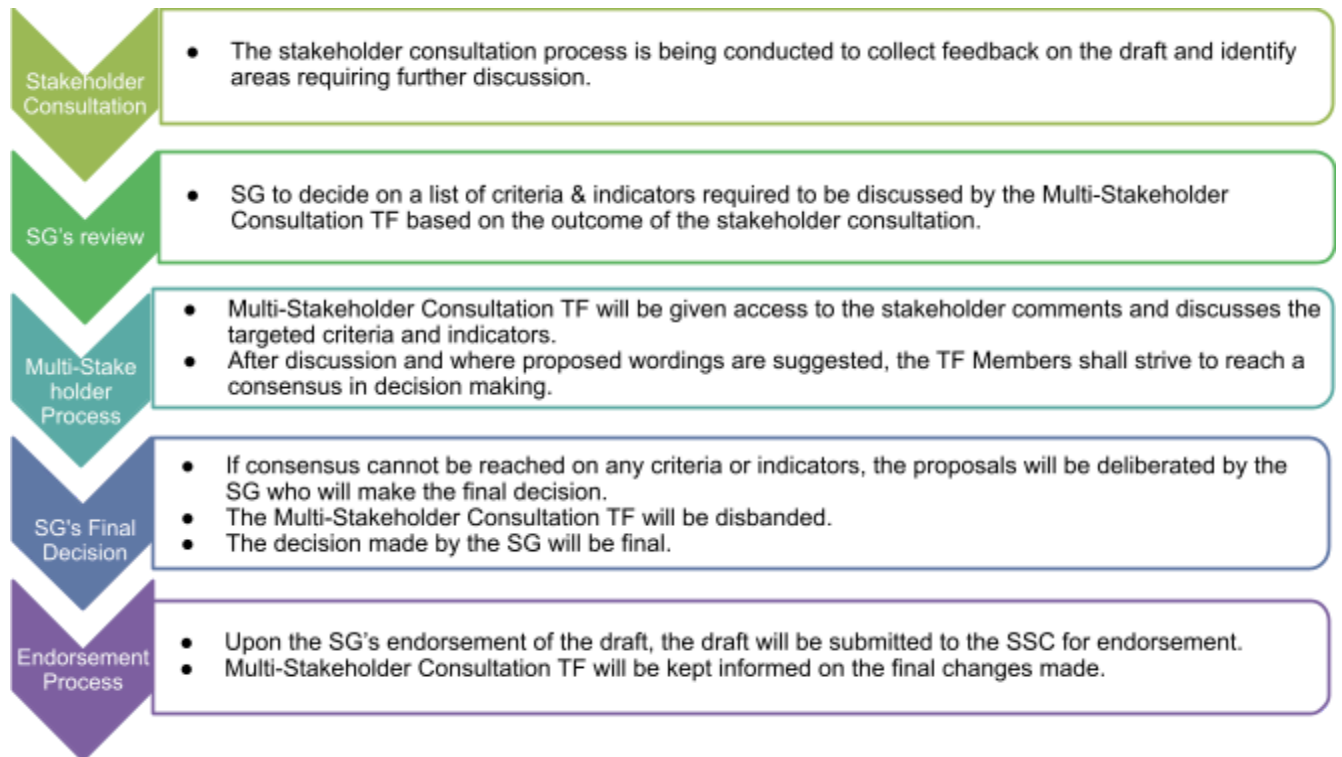 Stakeholder
Consultation
● The stakeholder consultation process is being conducted to collect feedback on the draft and identify
areas requiring further discussion.
SG's review
● SG to decide on a list of criteria & indicators required to be discussed by the Multi-Stakeholder
Consultation TF based on the outcome of the stakeholder consultation.
Multi-Stake
holder
Process
● Multi-Stakeholder Consultation TF will be given access to the stakeholder comments and discusses the
targeted criteria and indicators.
● After discussion and where proposed wordings are suggested, the TF Members shall strive to reach a
consensus in decision making.
SG's Final
Decision
● If consensus cannot be reached on any criteria or indicators, the proposals will be deliberated by the
SG who will make the final decision.
● The Multi-Stakeholder Consultation TF will be disbanded.
● The decision made by the SG will be final.
Endorsement
Process
● Upon the SG's endorsement of the draft, the draft will be submitted to the SSC for endorsement.
● Multi-Stakeholder Consultation TF will be kept informed on the final changes made.